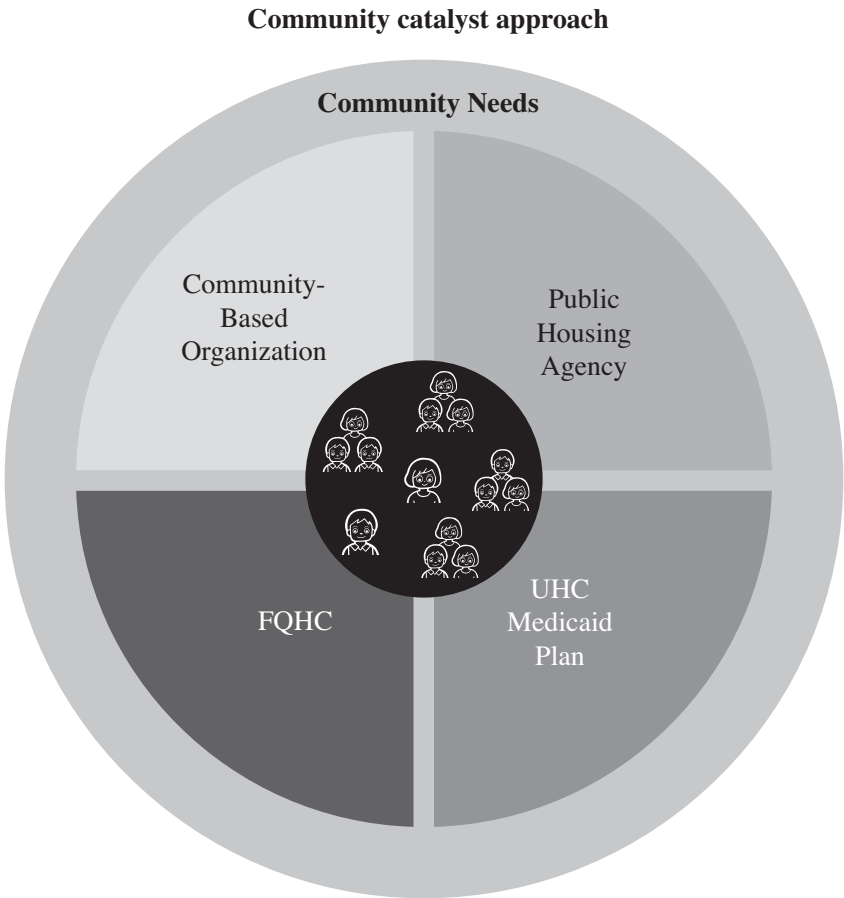 Community catalyst approach
Community Needs
Community-
Based
Organization
Public
Housing
Agency
FQHC
UHC
Medicaid
Plan